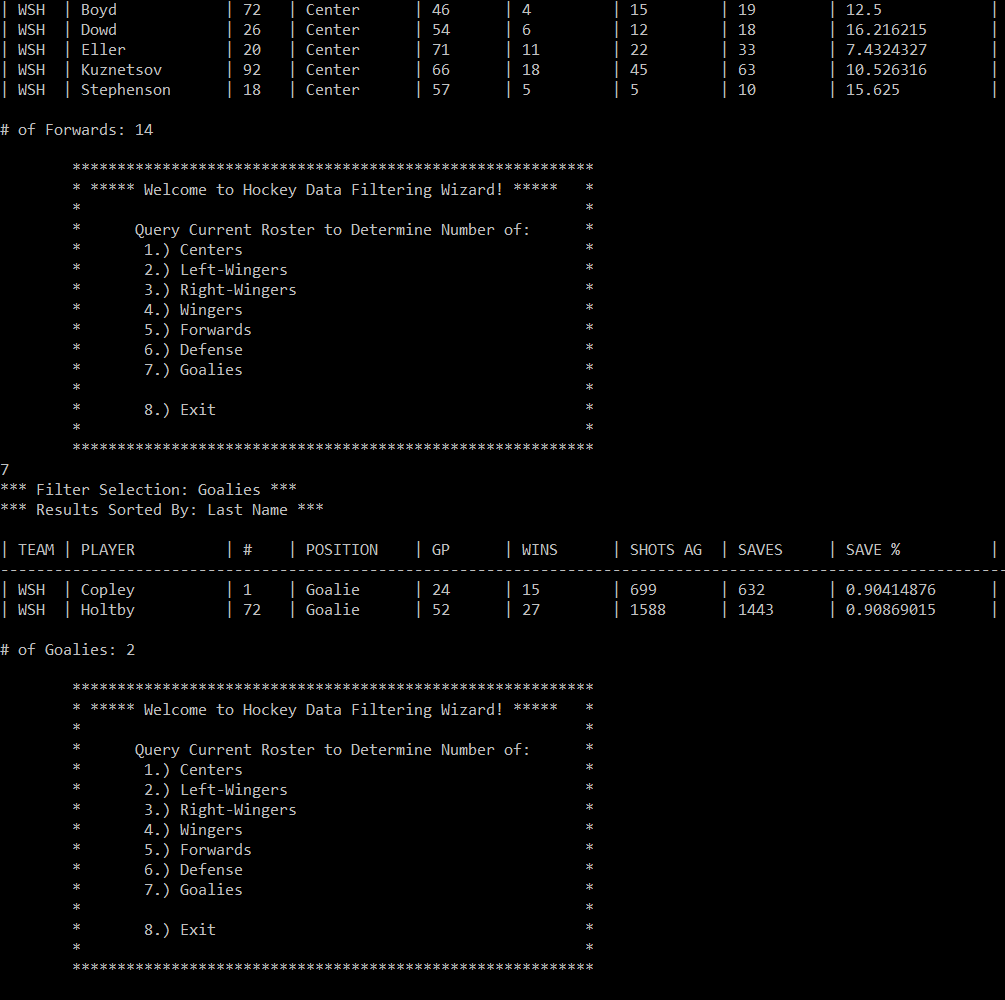 | WSH  | Boyd            | 72   | Center      | 46      | 4         | 15        | 19        | 12.5            |
| WSH  | Dowd            | 26   | Center      | 54      | 6         | 12        | 18        | 16.216215       |
| WSH  | Eller           | 20   | Center      | 71      | 11        | 22        | 33        | 7.4324327       |
| WSH  | Kuznetsov       | 92   | Center      | 66      | 18        | 45        | 63        | 10.526316       |
| WSH  | Stephenson      | 18   | Center      | 57      | 5         | 5         | 10        | 15.625          |
# of Forwards: 14
**********************************************************
* ***** Welcome to Hockey Data Filtering Wizard! *****   *
*                                                        *
*      Query Current Roster to Determine Number of:      *
*       1.) Centers                                      *
*       2.) Left-Wingers                                 *
*       3.) Right-Wingers                                *
*       4.) Wingers                                      *
*       5.) Forwards                                     *
*       6.) Defense                                      *
*       7.) Goalies                                      *
*                                                        *
*       8.) Exit                                         *
*                                                        *
**********************************************************
7
*** Filter Selection: Goalies ***
*** Results Sorted By: Last Name ***
| TEAM | PLAYER          | #    | POSITION    | GP      | WINS      | SHOTS AG  | SAVES     | SAVE %          |
----------------------------------------------------------------------------------------------------------------
| WSH  | Copley          | 1    | Goalie      | 24      | 15        | 699       | 632       | 0.90414876      |
| WSH  | Holtby          | 72   | Goalie      | 52      | 27        | 1588      | 1443      | 0.90869015      |
# of Goalies: 2
**********************************************************
* ***** Welcome to Hockey Data Filtering Wizard! *****   *
*                                                        *
*      Query Current Roster to Determine Number of:      *
*       1.) Centers                                      *
*       2.) Left-Wingers                                 *
*       3.) Right-Wingers                                *
*       4.) Wingers                                      *
*       5.) Forwards                                     *
*       6.) Defense                                      *
*       7.) Goalies                                      *
*                                                        *
*       8.) Exit                                         *
*                                                        *
**********************************************************